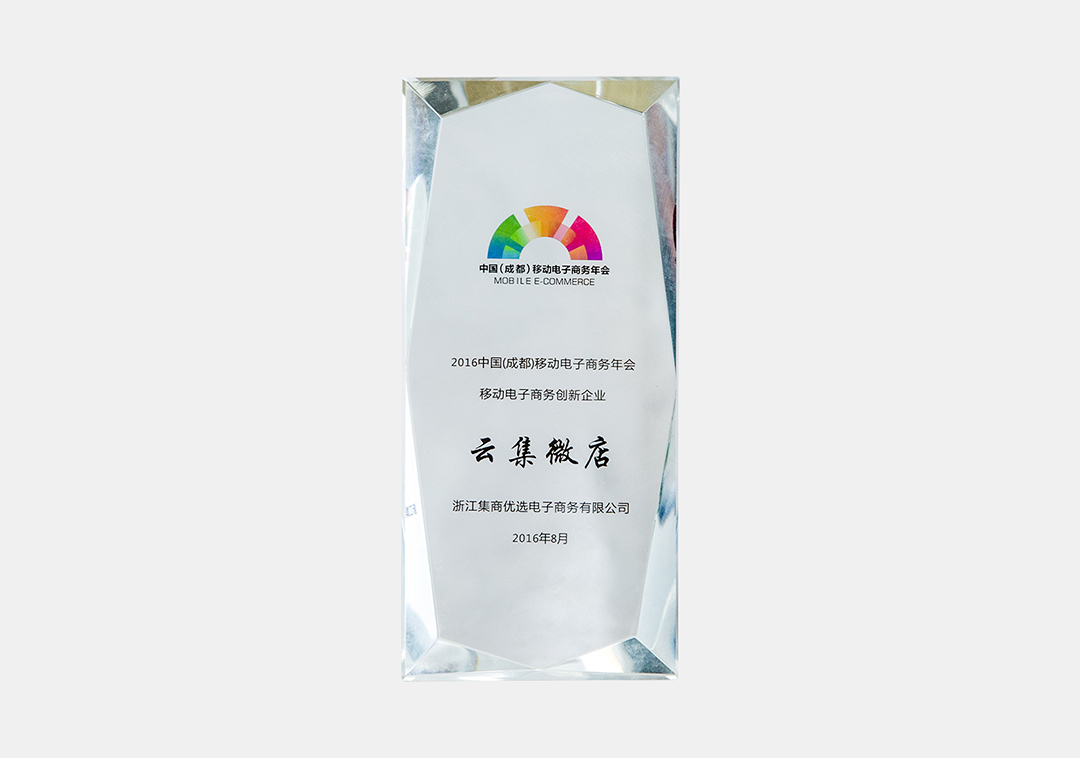 中国(成都)移动电子商务年会
MOBILE E-COMMERCE
2016中国(成都)移动电子商务年会
移动电子商务创新企业
云集微店
浙江集商优选电子商务有限公司
2016年8月